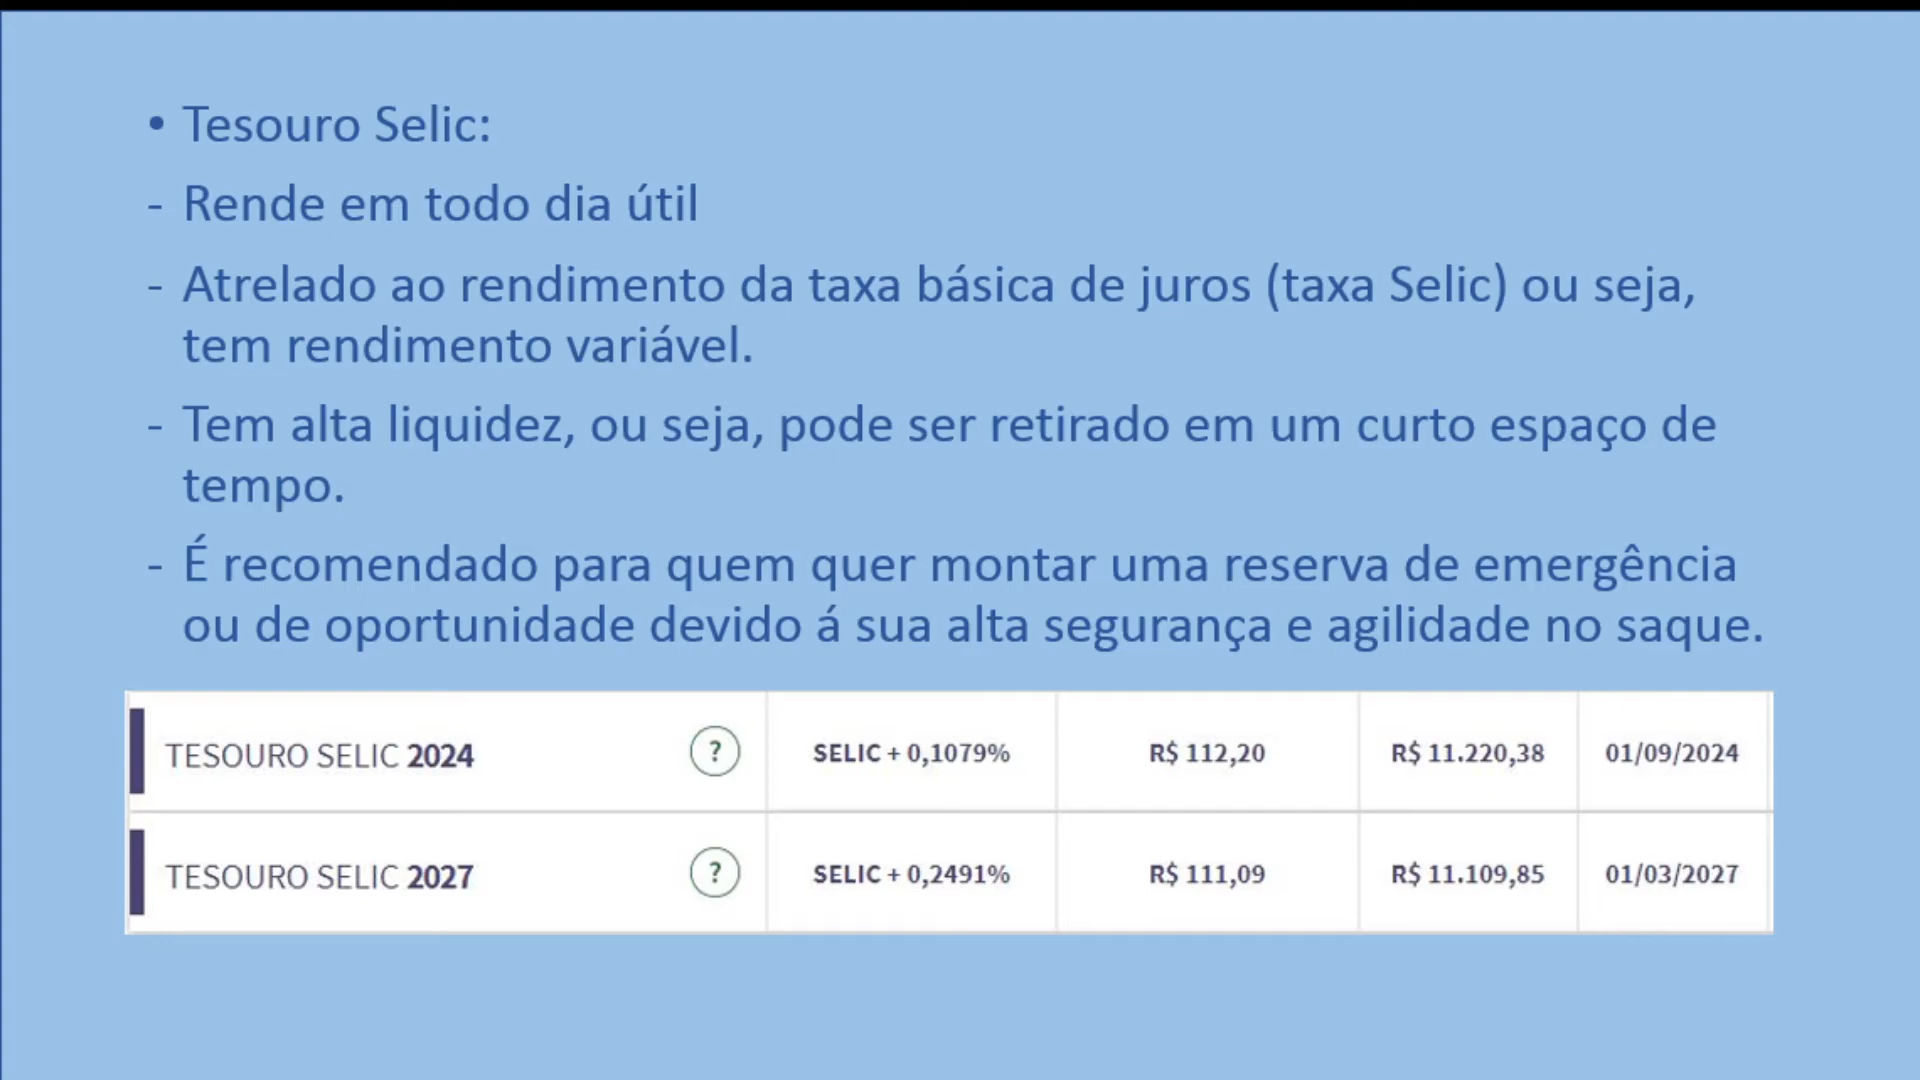 • Tesouro Selic:
- Rende em todo dia útil
- Atrelado ao rendimento da taxa básica de juros (taxa Selic) ou seja,
tem rendimento variável.
- Tem alta liquidez, ou seja, pode ser retirado em um curto espaço de
tempo.
- É recomendado para quem quer montar uma reserva de emergência
ou de oportunidade devido á sua alta segurança e agilidade no saque.
TESOURO SELIC 2024 ? SELIC + 0,1079% R$ 112,20 R$ 11.220,38 01/09/2024
TESOURO SELIC 2027 ? SELIC + 0,2491% R$ 111,09 R$ 11.109,85 01/03/2027